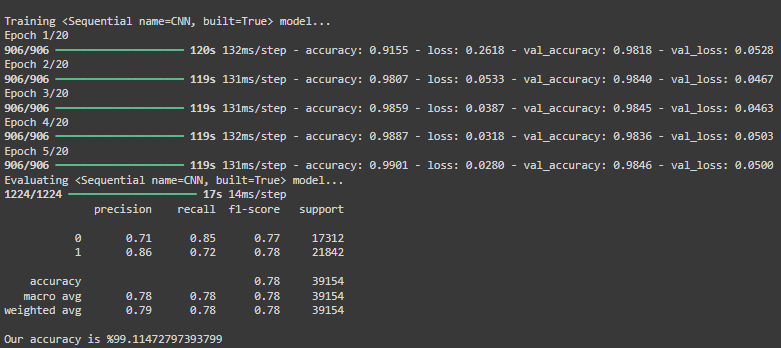 Training <Sequential name=CNN, built=True> model...
Epoch 1/20
906/906 ━━━━━━━━━━━━━━━━━━━━ 120s 132ms/step - accuracy: 0.9155 - loss: 0.2618 - val_accuracy: 0.9818 - val_loss: 0.0528
Epoch 2/20
906/906 ━━━━━━━━━━━━━━━━━━━━ 119s 131ms/step - accuracy: 0.9807 - loss: 0.0533 - val_accuracy: 0.9840 - val_loss: 0.0467
Epoch 3/20
906/906 ━━━━━━━━━━━━━━━━━━━━ 119s 131ms/step - accuracy: 0.9859 - loss: 0.0387 - val_accuracy: 0.9845 - val_loss: 0.0463
Epoch 4/20
906/906 ━━━━━━━━━━━━━━━━━━━━ 119s 132ms/step - accuracy: 0.9887 - loss: 0.0318 - val_accuracy: 0.9836 - val_loss: 0.0503
Epoch 5/20
906/906 ━━━━━━━━━━━━━━━━━━━━ 119s 131ms/step - accuracy: 0.9901 - loss: 0.0280 - val_accuracy: 0.9846 - val_loss: 0.0500
Evaluating <Sequential name=CNN, built=True> model...
1224/1224 ━━━━━━━━━━━━━━━━━━━━ 17s 14ms/step
precision recall f1-score support
0 0.71 0.85 0.77 17312
1 0.86 0.72 0.78 21842
accuracy 0.78 39154
macro avg 0.78 0.78 0.78 39154
weighted avg 0.79 0.78 0.78 39154
Our accuracy is %99.11472797393799